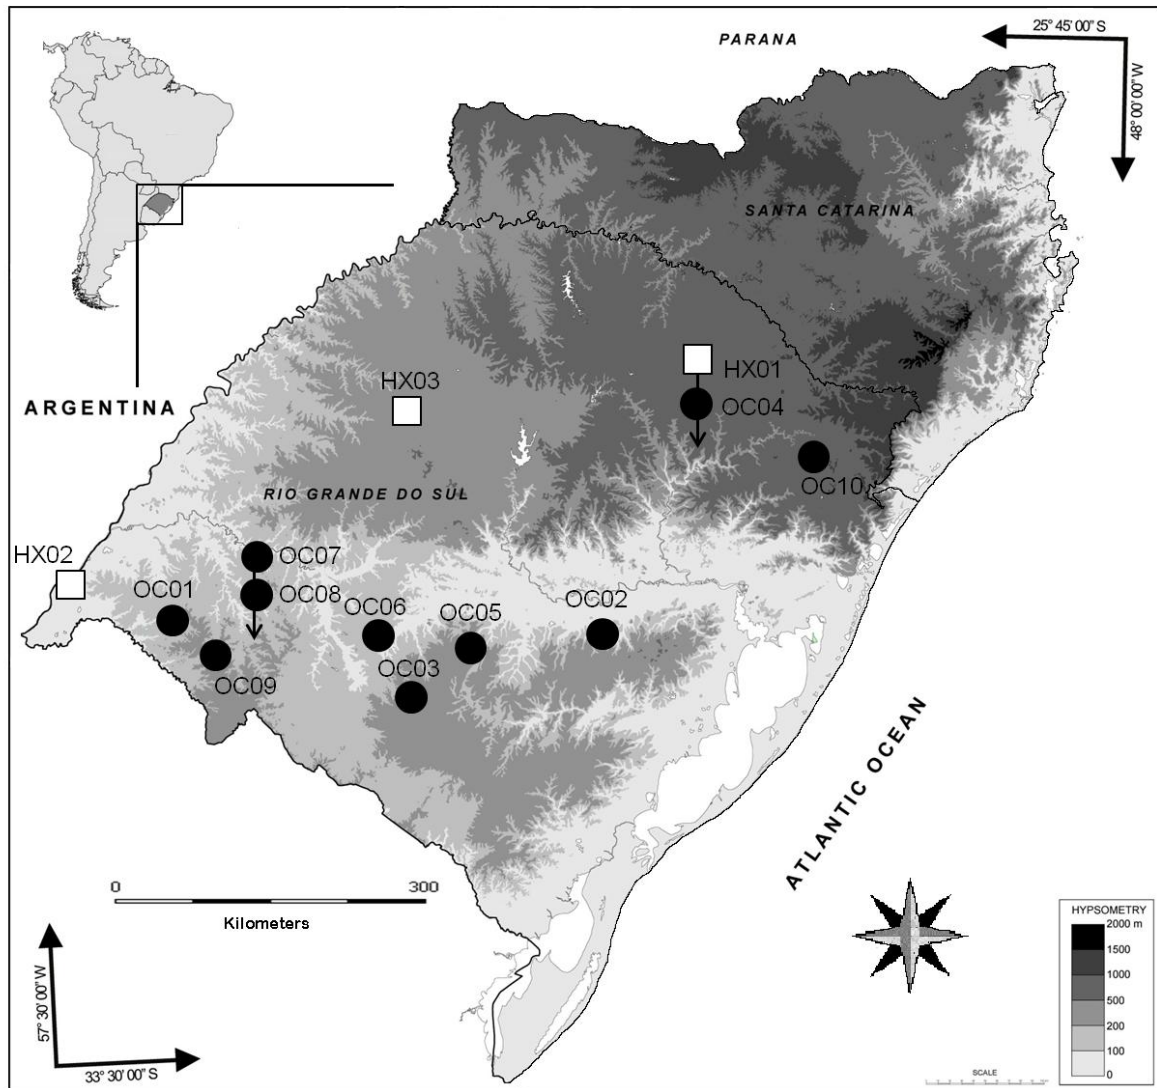 25° 45' 00" S
PARANA
48° 00' 00" W
SANTA CATARINA
HX01
HX03
OC04
ARGENTINA
OC10
RIO GRANDE DO SUL
HX02
OC07
OC01
OC08
OC06
OC05
OC02
OC03
OC09
ATLANTIC OCEAN
0 300
Kilometers
HYPSOMETRY
2000 m
1500
1000
500
200
100
0
57° 30' 00" W
33° 30' 00" S
SCALE